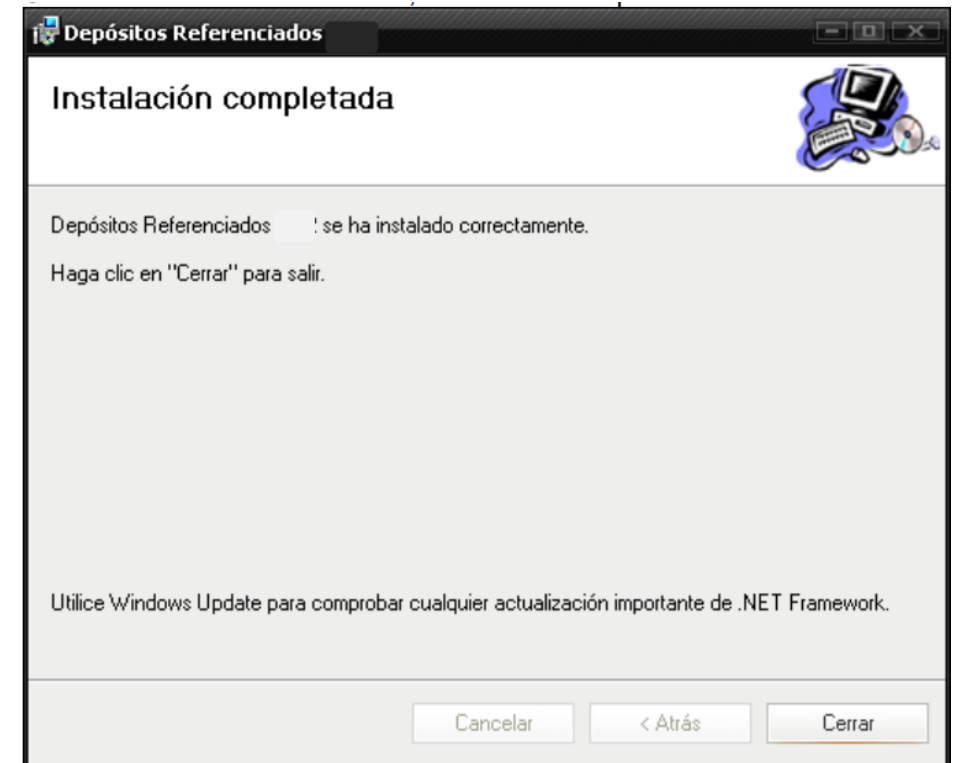 Depósitos Referenciados
Instalación completada
Depósitos Referenciados se ha instalado correctamente.
Haga clic en "Cerrar" para salir.
Utilice Windows Update para comprobar cualquier actualización importante de .NET Framework.
Cancelar
< Atrás
Cerrar